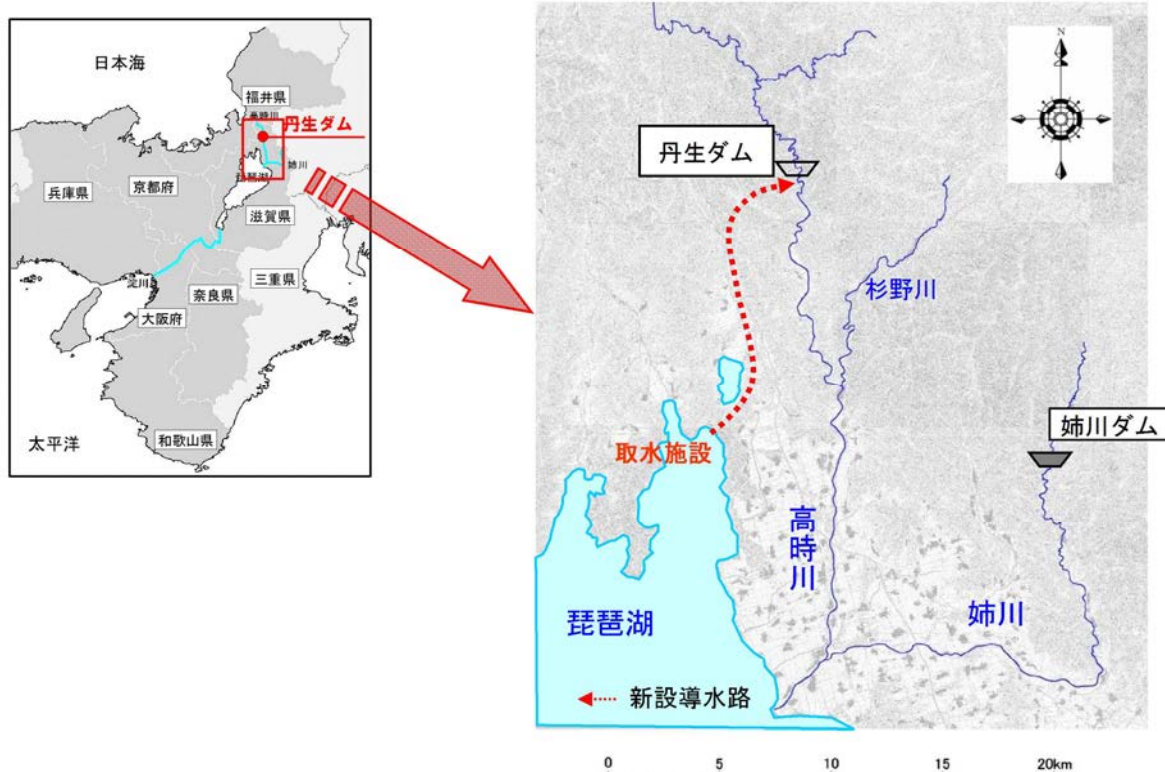 日本海
福井県
高時川
丹生ダム
姉川
琵琶湖
兵庫県
京都府
滋賀県
三重県
淀川
奈良県
大阪府
和歌山県
太平洋
N
丹生ダム
杉野川
姉川ダム
取水施設
高時川
姉川
琵琶湖
新設導水路
0 5 10 15 20km